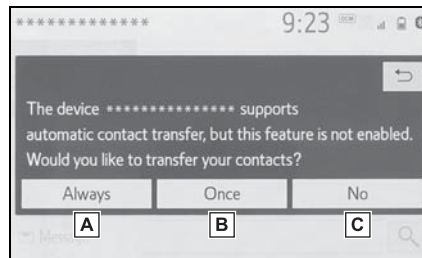 ************* 9:23
The device *************** supports
automatic contact transfer, but this feature is not enabled.
Would you like to transfer your contacts?
Always Once No
A B C
Message